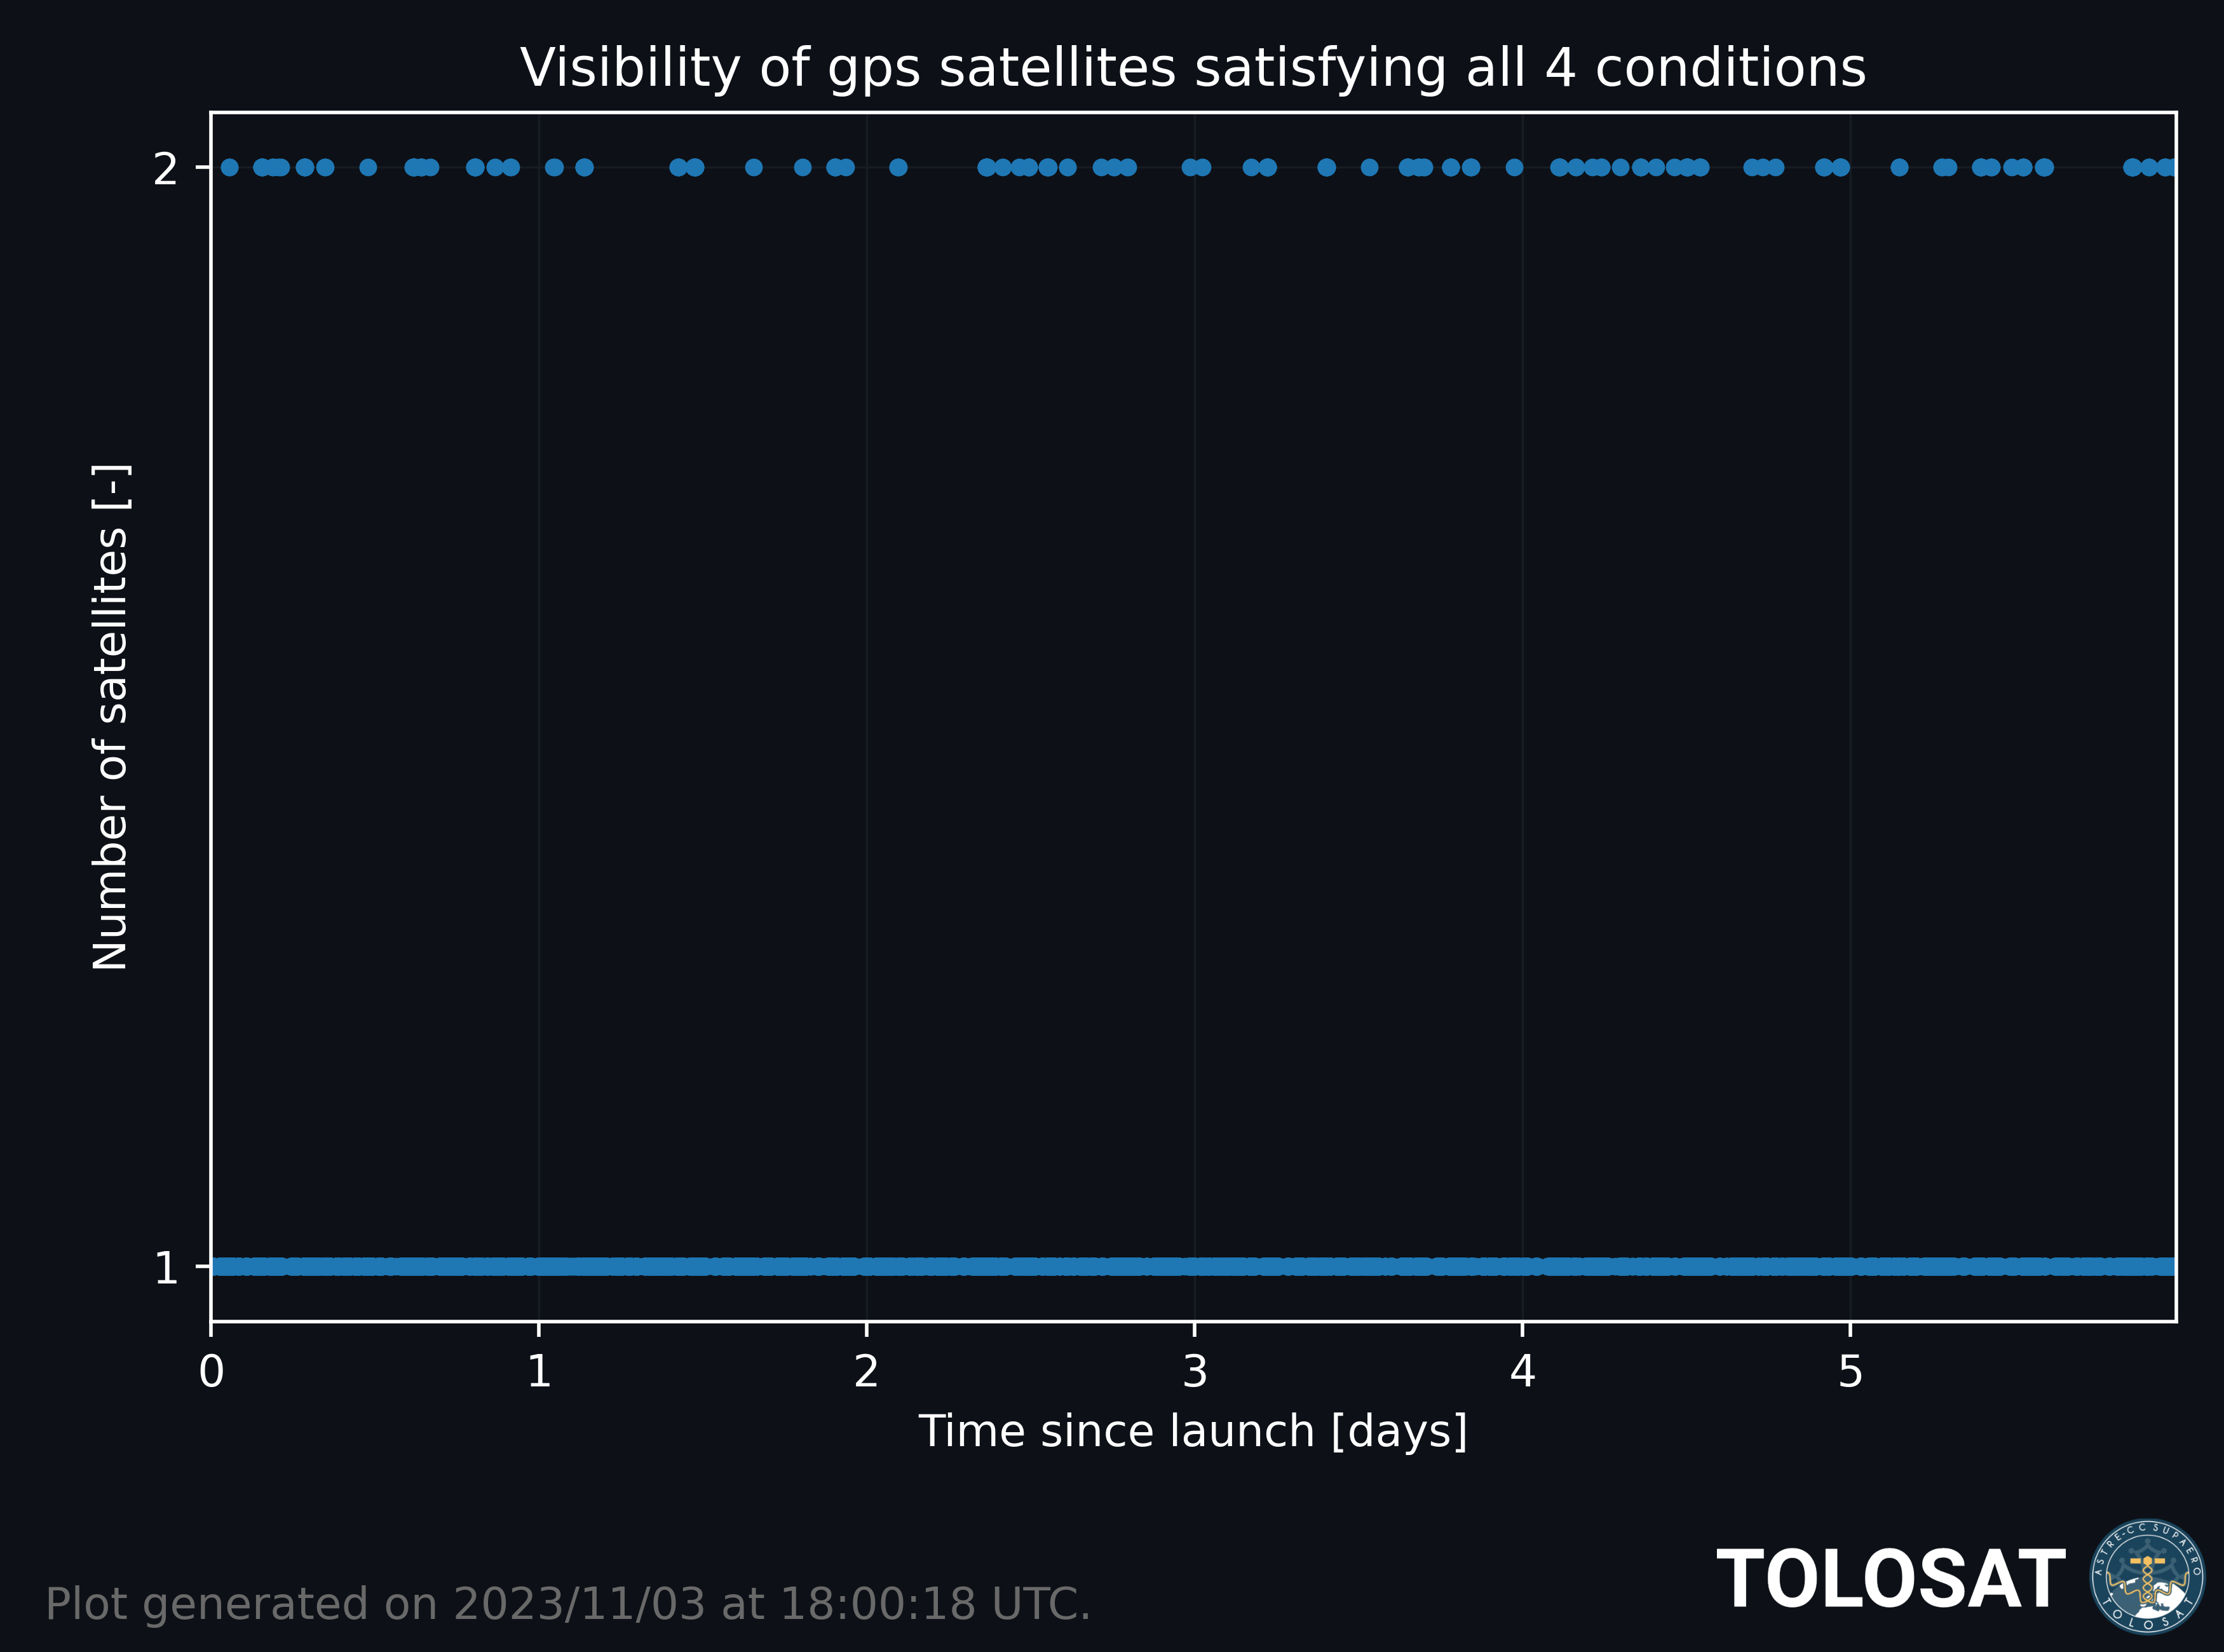 Visibility of gps satellites satisfying all 4 conditions
Number of satellites [-]
2
1
0 1 2 3 4 5
Time since launch [days]
Plot generated on 2023/11/03 at 18:00:18 UTC.
TOLOSAT
ASTRE-CC SUPAERO
TOLOSAT